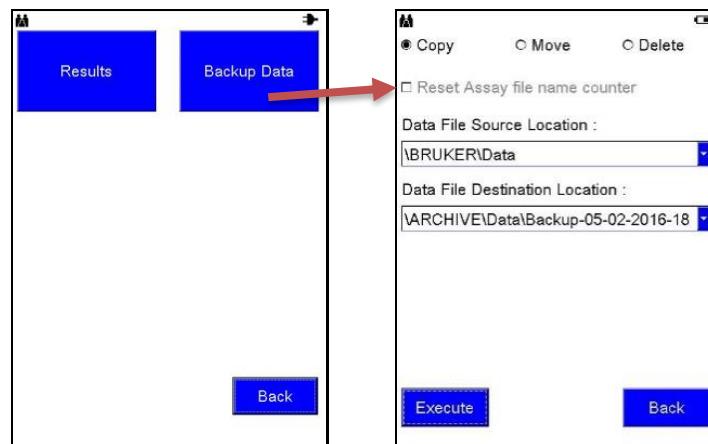 Results
Backup Data
Back
Copy
Move
Delete
Reset Assay file name counter
Data File Source Location :
\BRUKER\Data
Data File Destination Location :
\ARCHIVE\Data\Backup-05-02-2016-18
Execute
Back